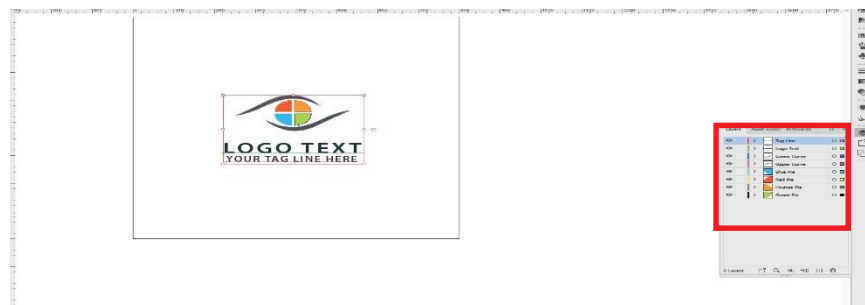 LOGO TEXT
YOUR TAG LINE HERE
Layers Asset Export Artboards
Tag Line
Logo Text
Lower Curve
Upper Curve
Blue Pie
Red Pie
Orange Pie
Green Pie
8 Layers